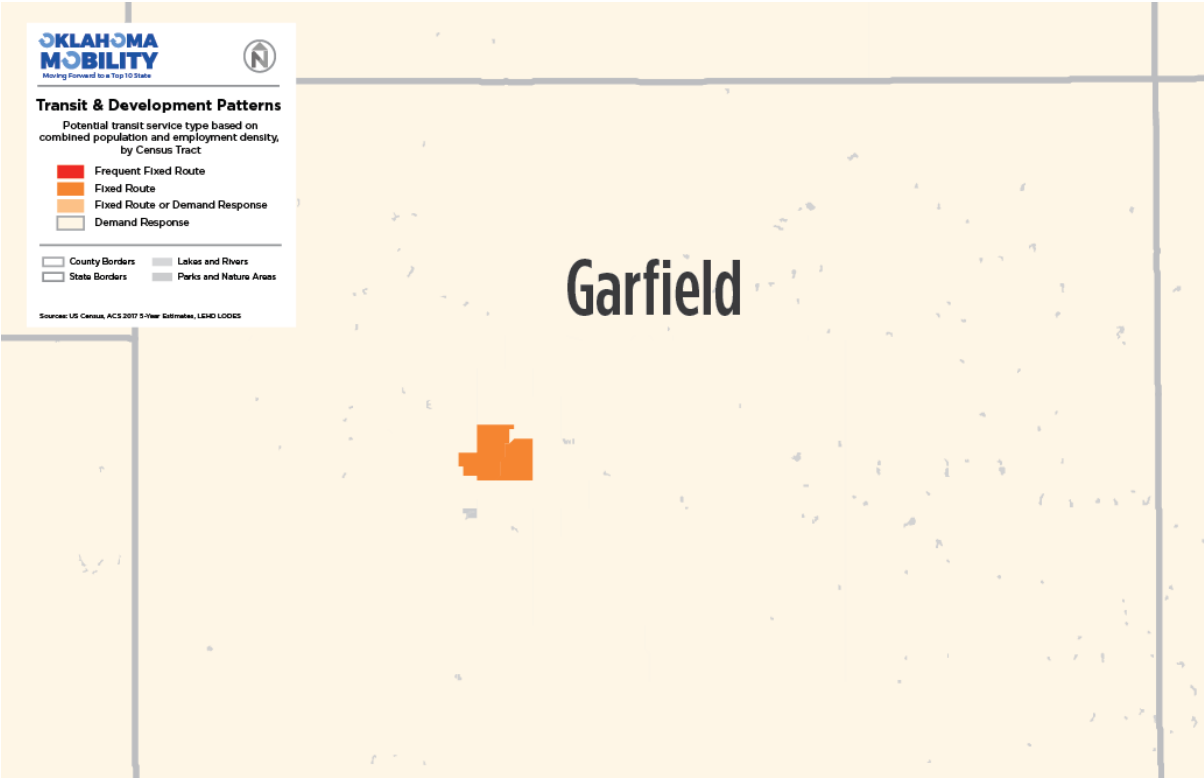 OKLAHOMA
MOBILITY
Moving Forward to a Top 10 State
N
Transit & Development Patterns
Potential transit service type based on
combined population and employment density,
by Census Tract
Frequent Fixed Route
Fixed Route
Fixed Route or Demand Response
Demand Response
County Borders
Lakes and Rivers
State Borders
Parks and Nature Areas
Sources: US Census, ACS 2017 5-Year Estimates, LEHD LODES
Garfield